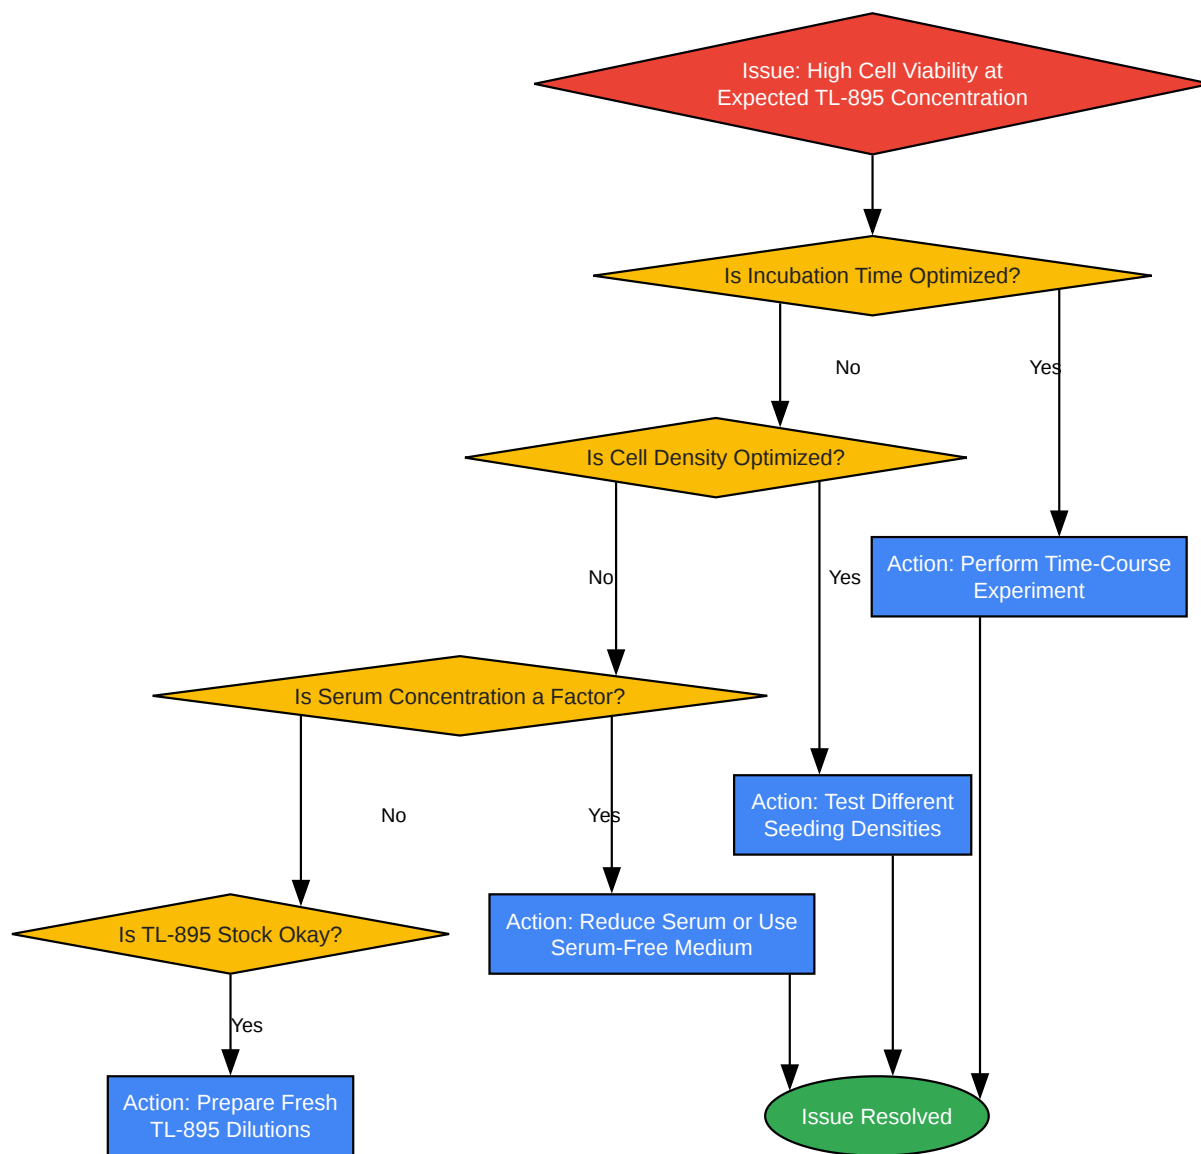 Issue: High Cell Viability at
Expected TL-895 Concentration
Is Incubation Time Optimized?
No
Yes
Is Cell Density Optimized?
Action: Perform Time-Course
Experiment
No
Yes
Is Serum Concentration a Factor?
Action: Test Different
Seeding Densities
No
Yes
Is TL-895 Stock Okay?
Action: Reduce Serum or Use
Serum-Free Medium
Yes
Action: Prepare Fresh
TL-895 Dilutions
Issue Resolved